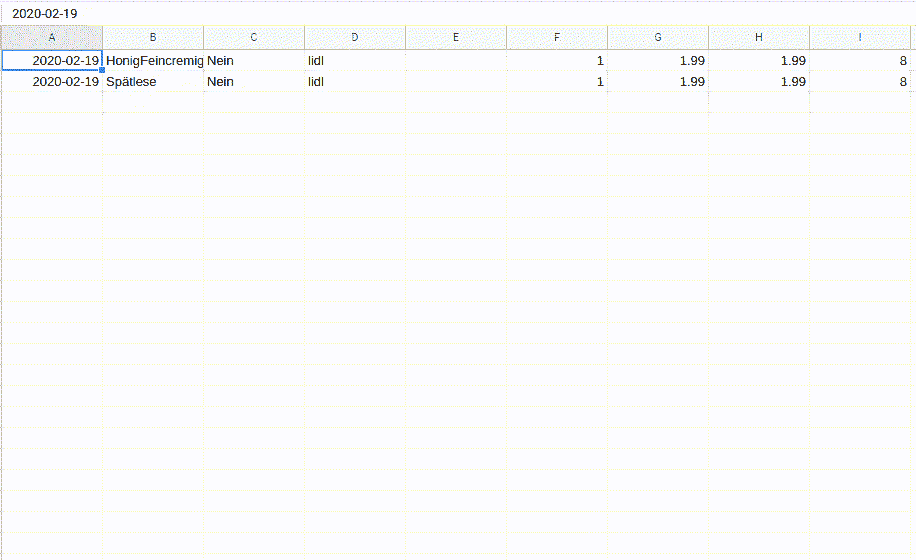 2020-02-19
A B C D E F G H I
2020-02-19 HonigFeincremig Nein lidl 1 1.99 1.99 8
2020-02-19 Spätlese Nein lidl 1 1.99 1.99 8